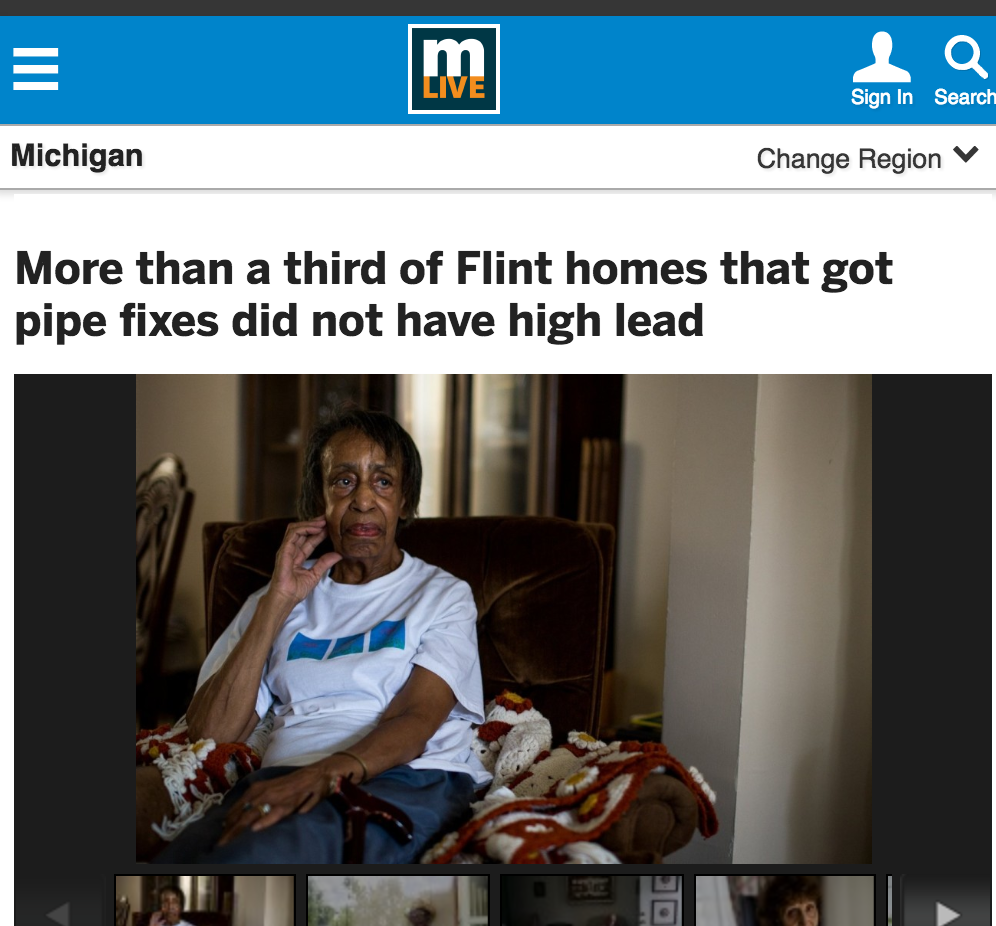 m
LIVE
Sign In
Search
Michigan
Change Region
More than a third of Flint homes that got
pipe fixes did not have high lead